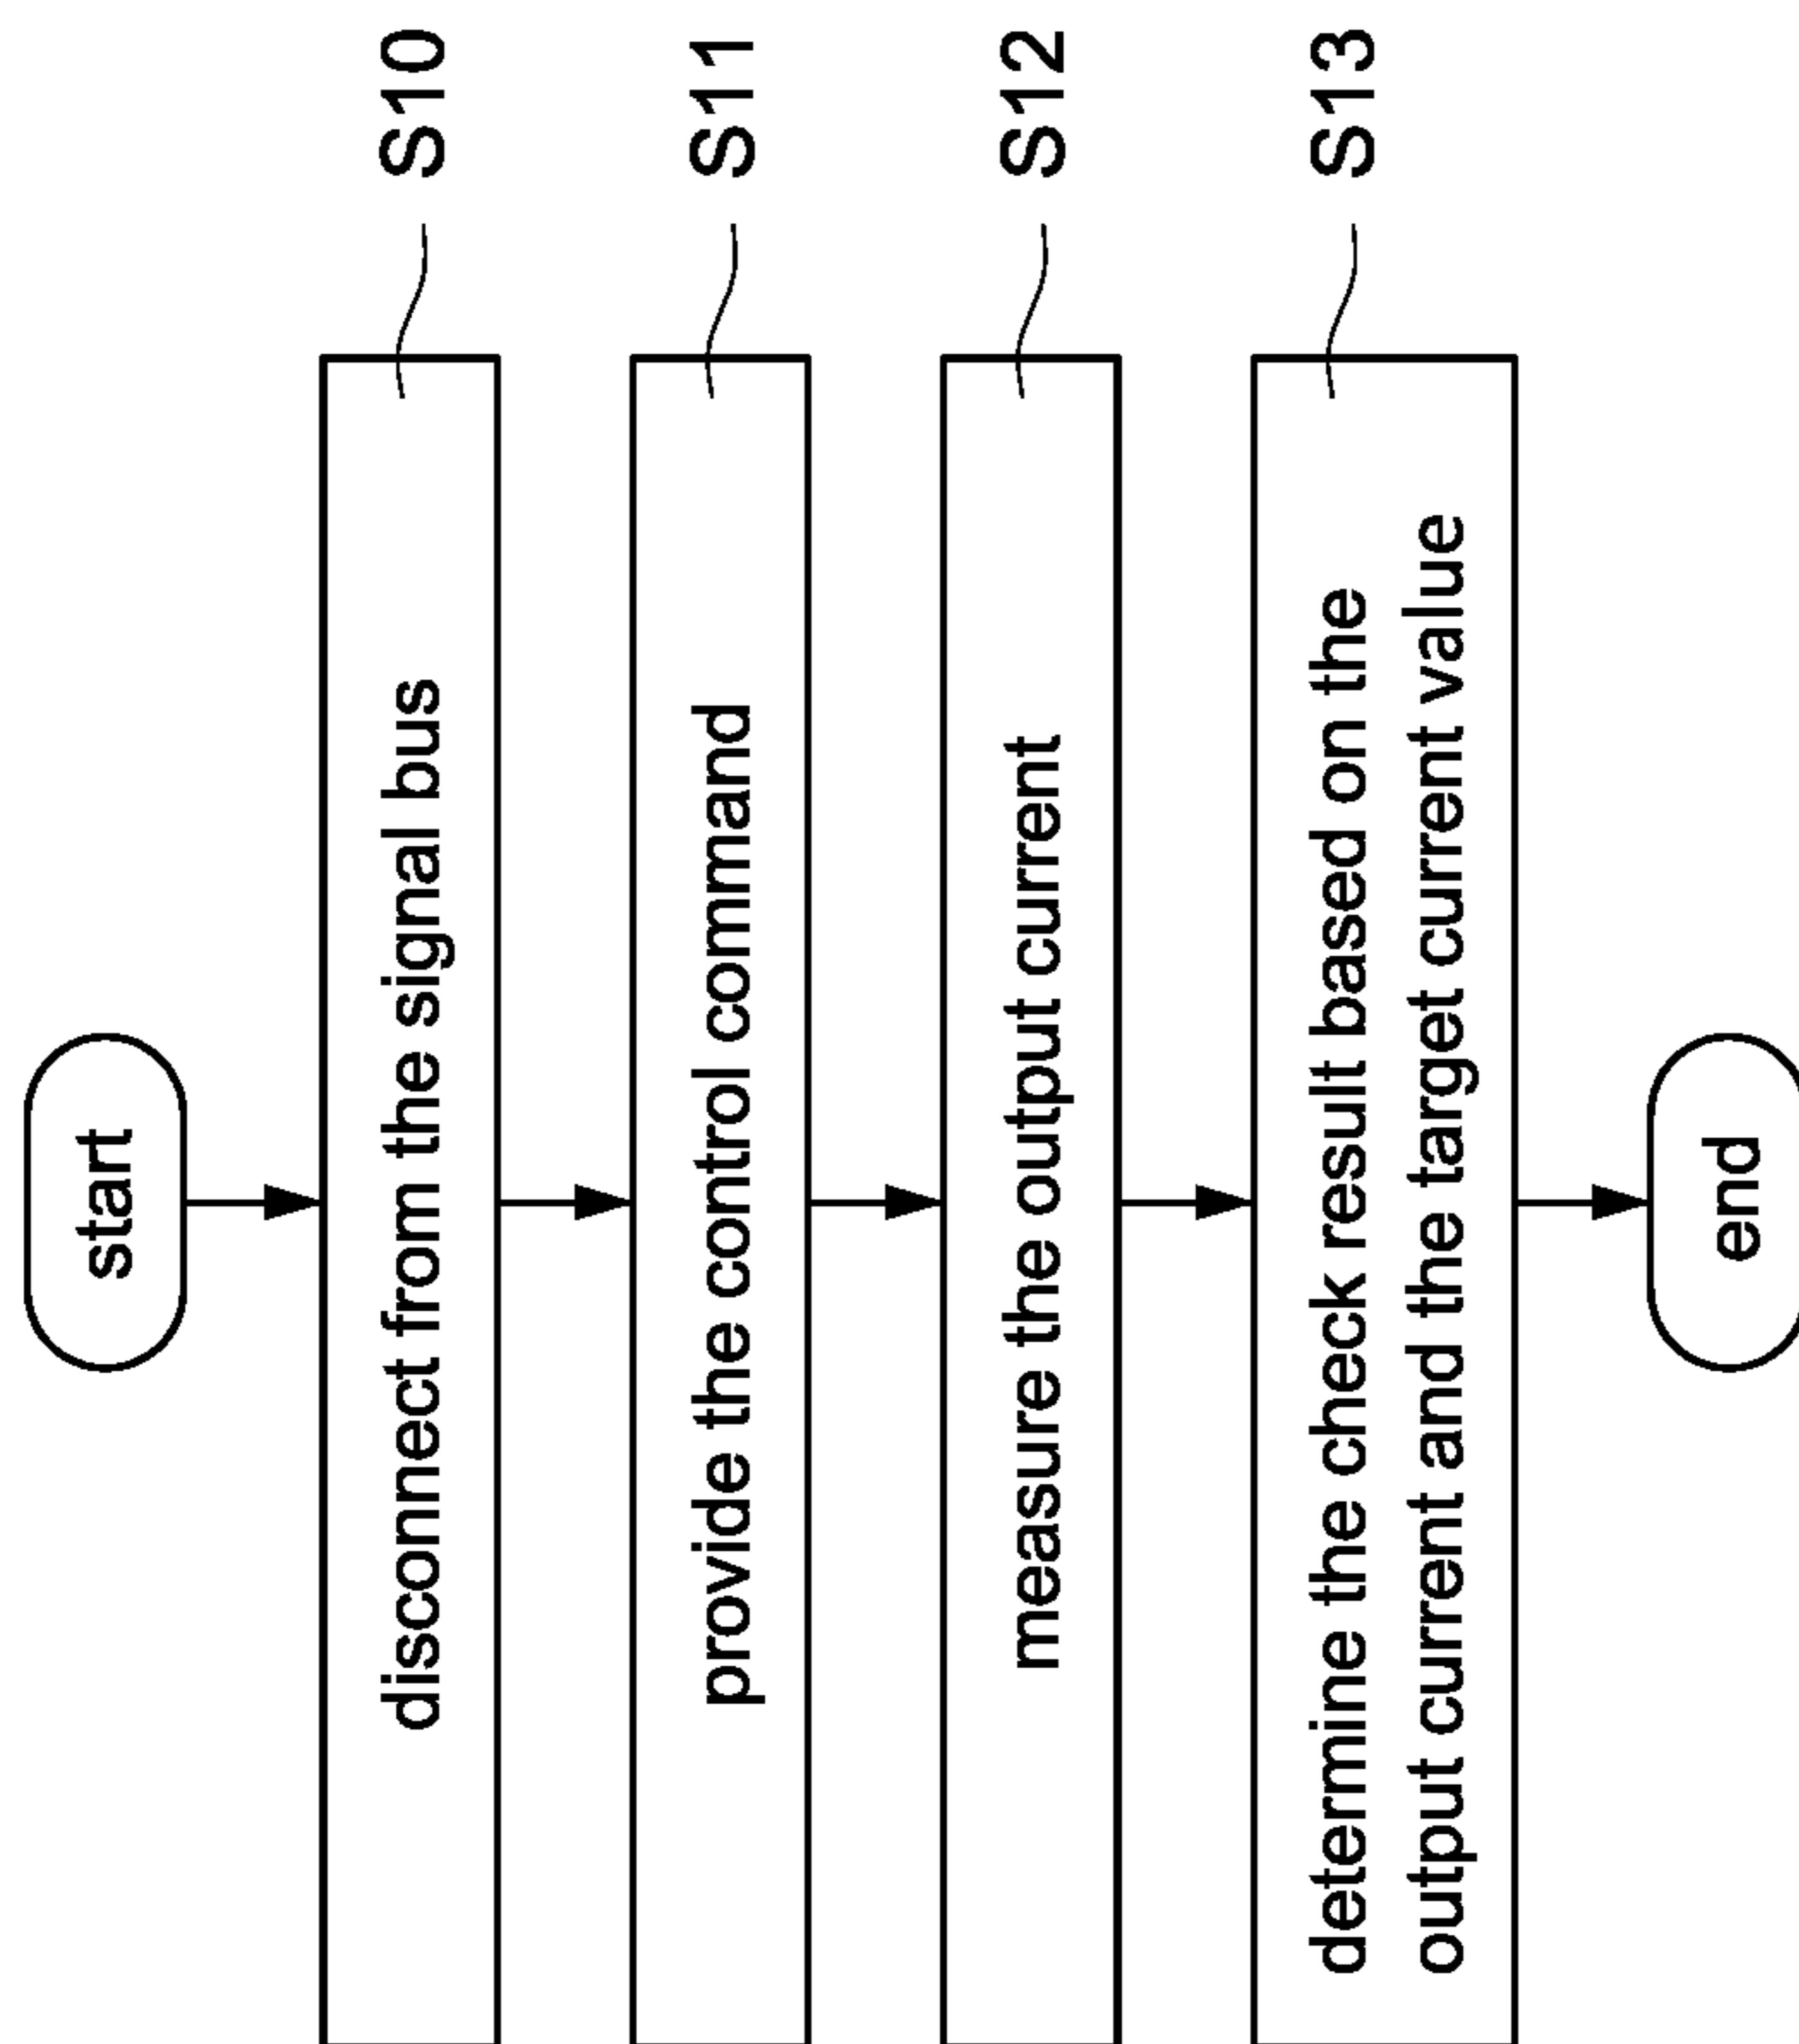 start
disconnect from the signal bus
S10
provide the control command
S11
measure the output current
S12
determine the check result based on the
output current and the target current value
S13
end